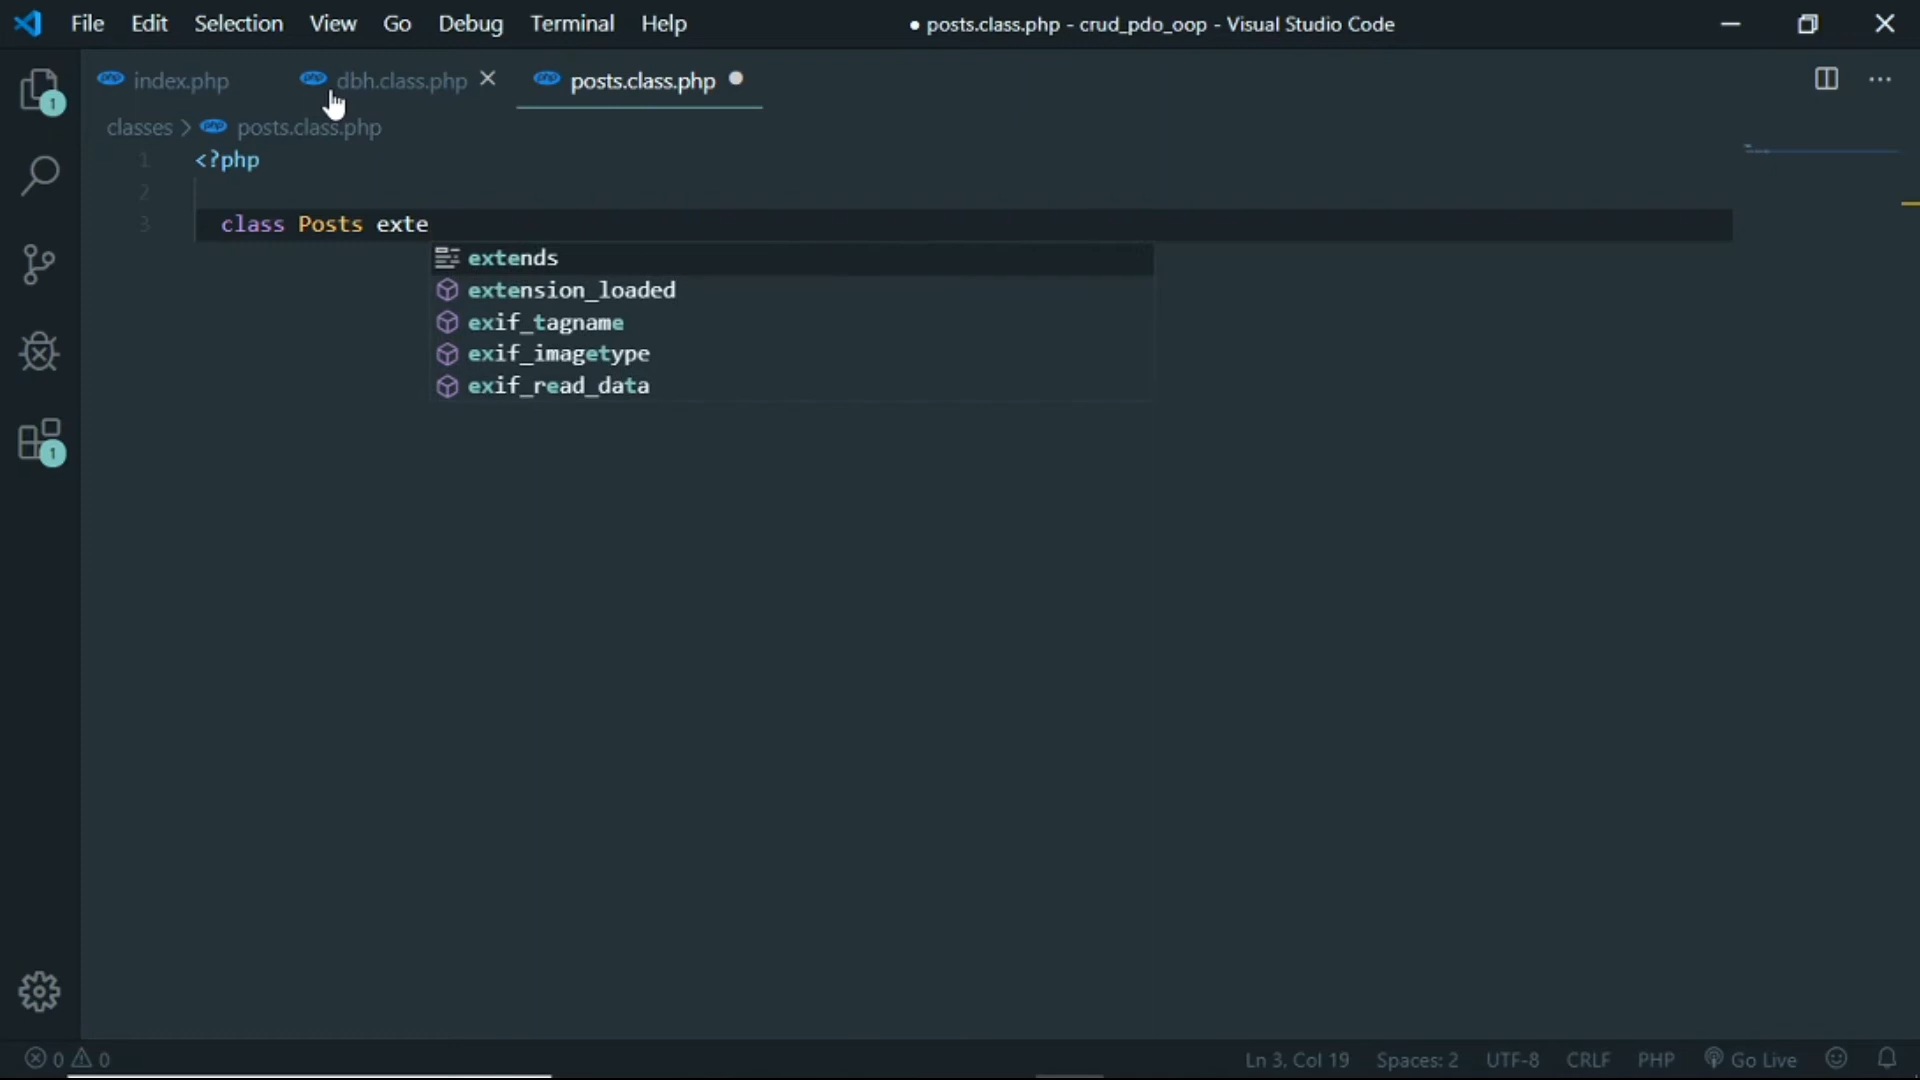 File Edit Selection View Go Debug Terminal Help
● posts.class.php - crud_pdo_oop - Visual Studio Code
index.php
dbh.class.php
posts.class.php
classes > posts.class.php
1 <?php
2
3 class Posts exte
extends
extension_loaded
exif_tagname
exif_imagetype
exif_read_data
1
1
0 0
Ln 3, Col 19 Spaces: 2 UTF-8 CRLF PHP Go Live